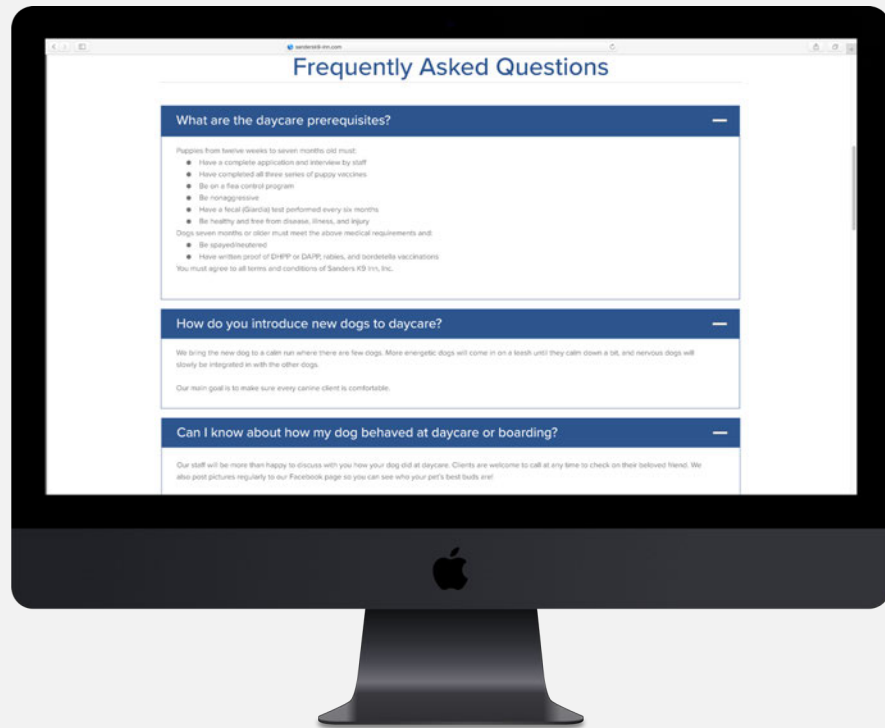 sandersk9-inn.com
Frequently Asked Questions
What are the daycare prerequisites?
Puppies from twelve weeks to seven months old must:
Have a complete application and interview by staff
Have completed all three series of puppy vaccines
Be on a flea control program
Be nonaggressive
Have a fecal (Giardia) test performed every six months
Be healthy and free from disease, illness, and injury
Dogs seven months or older must meet the above medical requirements and:
Be spayed/neutered
Have written proof of DHPP or DAPP, rabies, and bordetella vaccinations
You must agree to all terms and conditions of Sanders K9 Inn, Inc.
How do you introduce new dogs to daycare?
We bring the new dog to a calm run where there are few dogs. More energetic dogs will come in on a leash until they calm down a bit, and nervous dogs will
slowly be integrated in with the other dogs.
Our main goal is to make sure every canine client is comfortable.
Can I know about how my dog behaved at daycare or boarding?
Our staff will be more than happy to discuss with you how your dog did at daycare. Clients are welcome to call at any time to check on their beloved friend. We
also post pictures regularly to our Facebook page so you can see who your pet's best buds are!